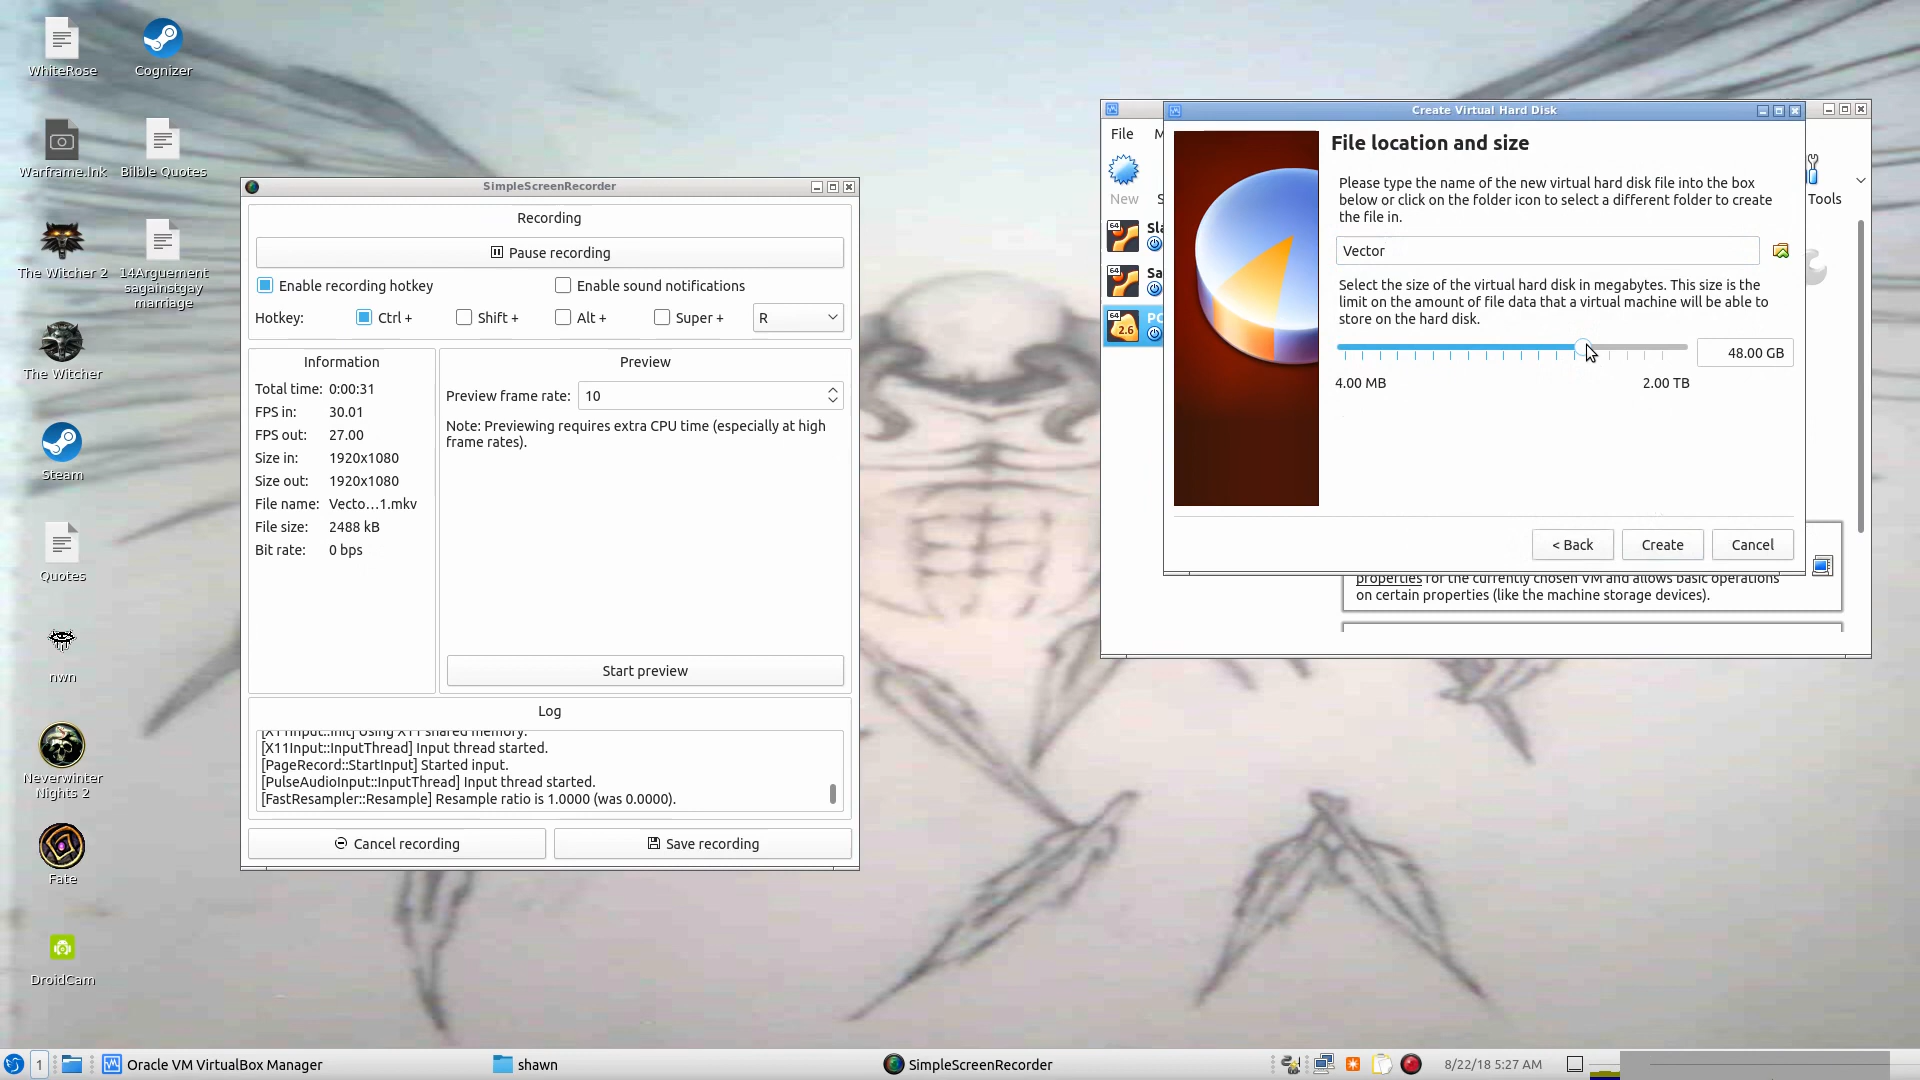 WhiteRose
Cognizer
Warframe.lnk
Bilble Quotes
The Witcher 2
14Arguement
sagainstgay
marriage
The Witcher
Steam
Quotes
nwn
Neverwinter
Nights 2
Fate
DroidCam
SimpleScreenRecorder
Recording
Pause recording
Enable recording hotkey
Enable sound notifications
Hotkey:
Ctrl +
Shift +
Alt +
Super +
R
Information
Total time: 0:00:31
FPS in: 30.01
FPS out: 27.00
Size in: 1920x1080
Size out: 1920x1080
File name: Vecto...1.mkv
File size: 2488 kB
Bit rate: 0 bps
Preview
Preview frame rate: 10
Note: Previewing requires extra CPU time (especially at high
frame rates).
Start preview
Log
[X11Input::Init] Using X11 shared memory.
[X11Input::InputThread] Input thread started.
[PageRecord::StartInput] Started input.
[PulseAudioInput::InputThread] Input thread started.
[FastResampler::Resample] Resample ratio is 1.0000 (was 0.0000).
Cancel recording
Save recording
File
M
New
S
64
Sl
64
Sa
64
2.6
PC
Tools
Create Virtual Hard Disk
File location and size
Please type the name of the new virtual hard disk file into the box
below or click on the folder icon to select a different folder to create
the file in.
Vector
Select the size of the virtual hard disk in megabytes. This size is the
limit on the amount of file data that a virtual machine will be able to
store on the hard disk.
48.00 GB
4.00 MB
2.00 TB
< Back
Create
Cancel
properties for the currently chosen VM and allows basic operations
on certain properties (like the machine storage devices).
1
Oracle VM VirtualBox Manager
shawn
SimpleScreenRecorder
8/22/18 5:27 AM